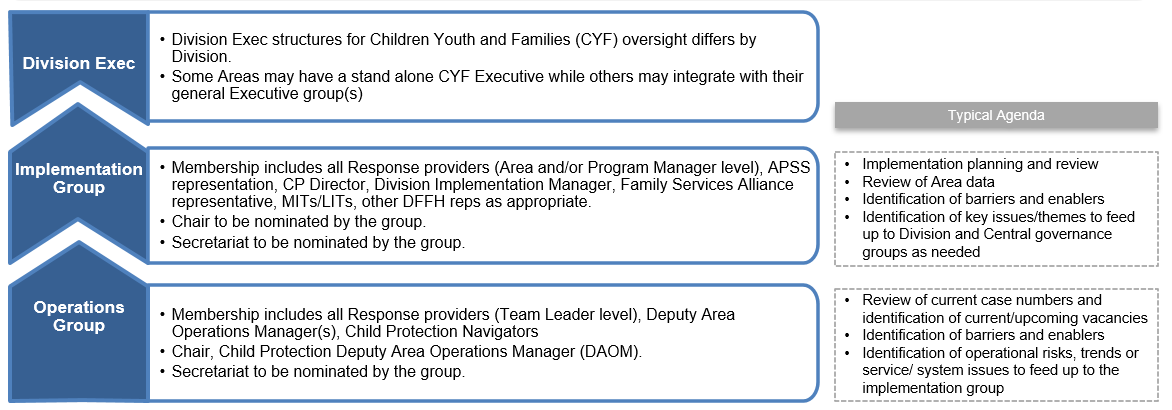 Division Exec
• Division Exec structures for Children Youth and Families (CYF) oversight differs by
Division.
• Some Areas may have a stand alone CYF Executive while others may integrate with their
general Executive group(s)
Typical Agenda
Implementation
Group
• Membership includes all Response providers (Area and/or Program Manager level), APSS
representation, CP Director, Division Implementation Manager, Family Services Alliance
representative, MITs/LITs, other DFFH reps as appropriate.
• Chair to be nominated by the group.
• Secretariat to be nominated by the group.
• Implementation planning and review
• Review of Area data
• Identification of barriers and enablers
• Identification of key issues/themes to feed
up to Division and Central governance
groups as needed
Operations
Group
• Membership includes all Response providers (Team Leader level), Deputy Area
Operations Manager(s), Child Protection Navigators
• Chair, Child Protection Deputy Area Operations Manager (DAOM).
• Secretariat to be nominated by the group.
• Review of current case numbers and
identification of current/upcoming vacancies
• Identification of barriers and enablers
• Identification of operational risks, trends or
service/ system issues to feed up to the
implementation group